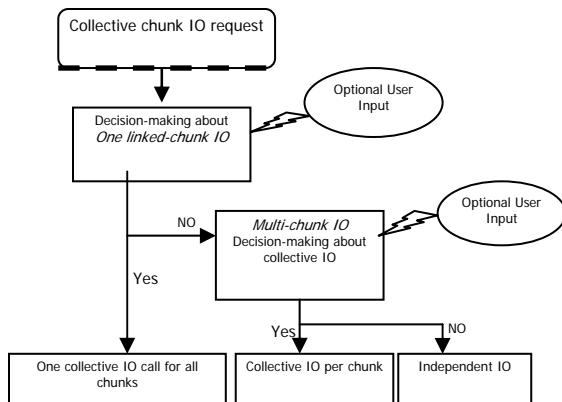 Collective chunk IO request
Optional User
Input
Decision-making about
One linked-chunk IO
NO
Multi-chunk IO
Decision-making about
collective IO
Optional User
Input
Yes
Yes
NO
One collective IO call for all
chunks
Collective IO per chunk
Independent IO